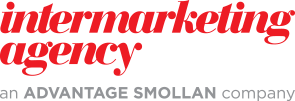 intermarketing
agency
an ADVANTAGE SMOLLAN company